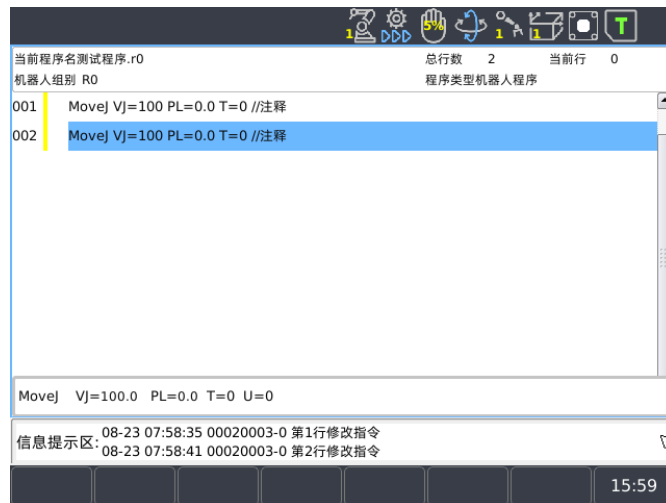 1 5% 1 1 T
当前程序名测试程序.r0 总行数 2 当前行 0
机器人组别 R0 程序类型机器人程序
001 MoveJ VJ=100 PL=0.0 T=0 //注释
002 MoveJ VJ=100 PL=0.0 T=0 //注释
MoveJ VJ=100.0 PL=0.0 T=0 U=0
信息提示区: 08-23 07:58:35 00020003-0 第1行修改指令
08-23 07:58:41 00020003-0 第2行修改指令
15:59